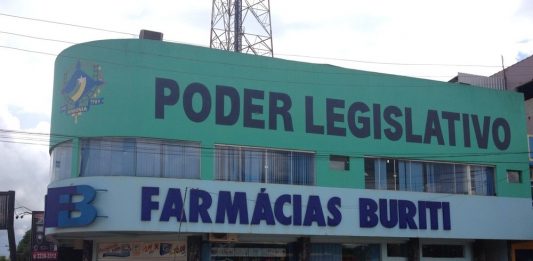 PODER LEGISLATIVO
FB
FARMÁCIAS BURITI